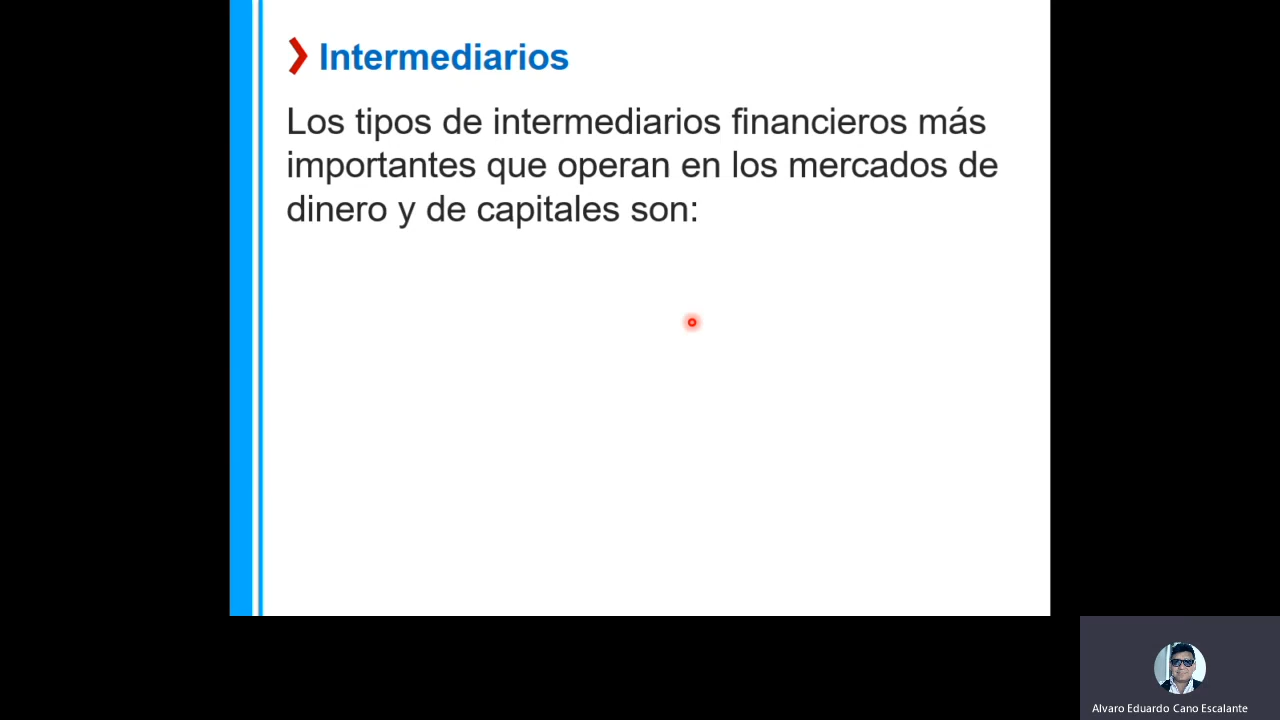 Intermediarios
Los tipos de intermediarios financieros más
importantes que operan en los mercados de
dinero y de capitales son:
Alvaro Eduardo Cano Escalante